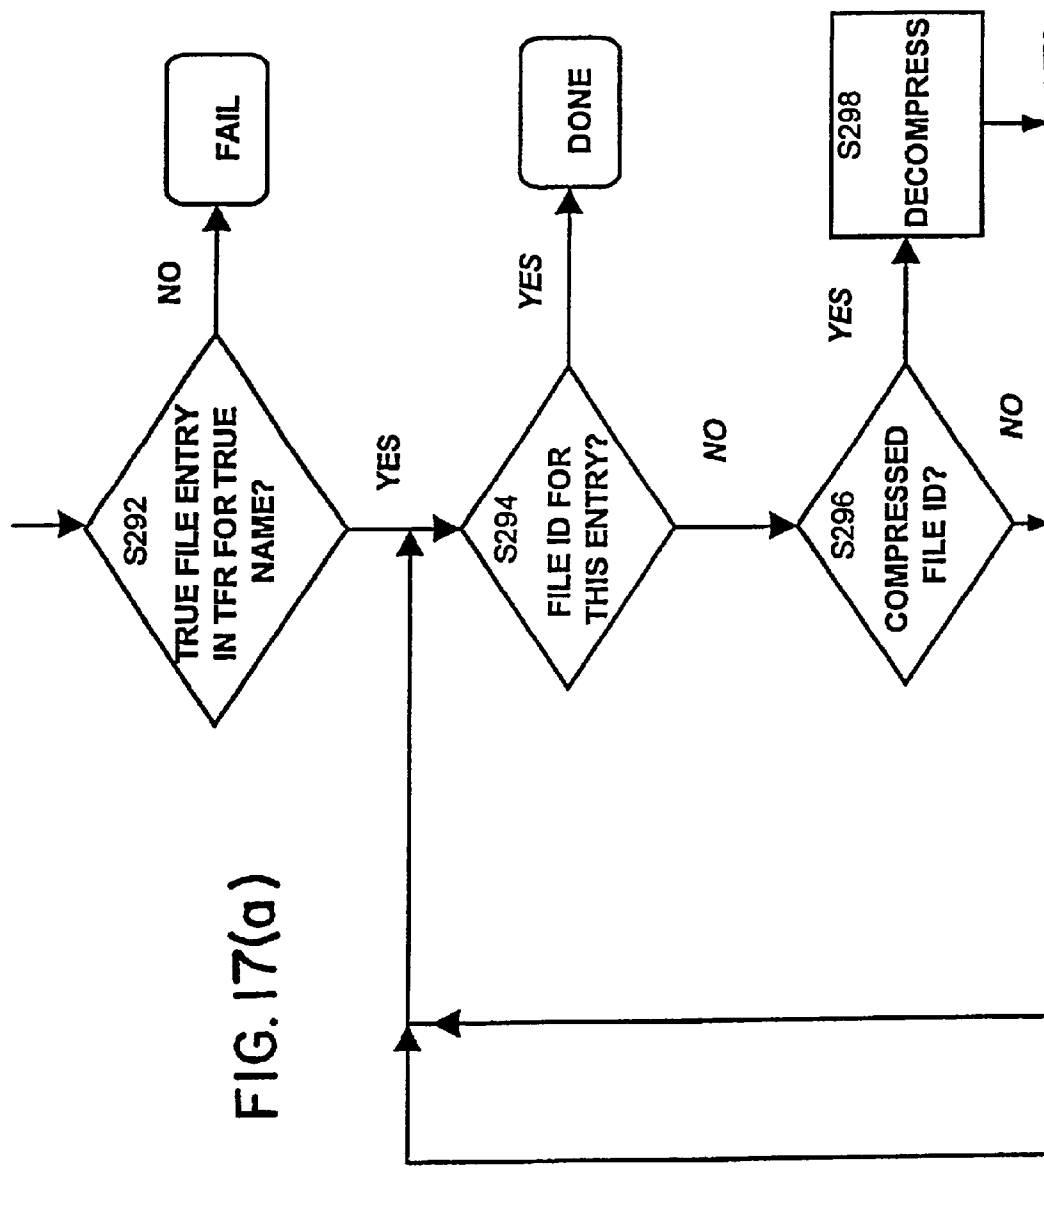 FIG. 17(a)
S292
TRUE FILE ENTRY
IN TFR FOR TRUE
NAME?
NO
FAIL
YES
S294
FILE ID FOR
THIS ENTRY?
YES
DONE
NO
S296
COMPRESSED
FILE ID?
YES
S298
DECOMPRESS
NO